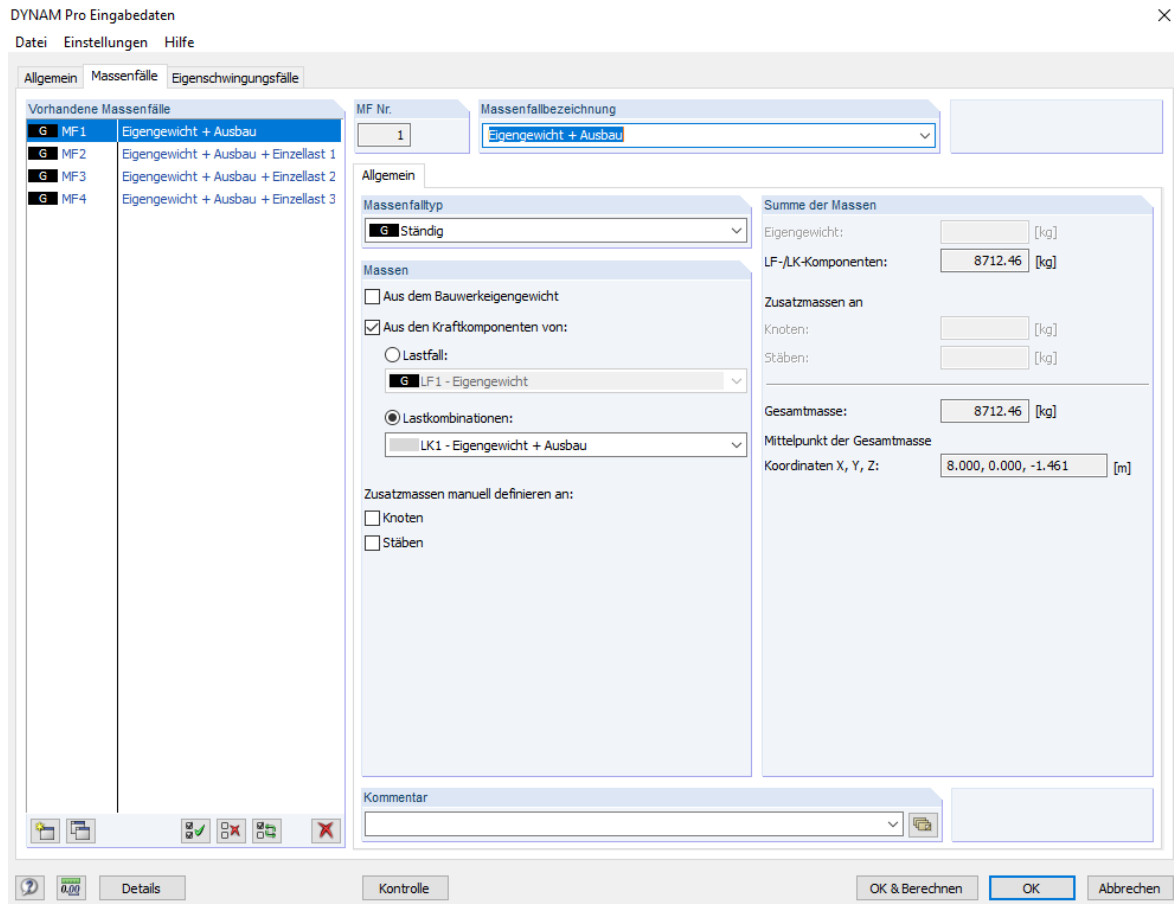 DYNAM Pro Eingabedaten
Datei Einstellungen Hilfe
Allgemein Massenfälle Eigenschwingungsfälle
Vorhandene Massenfälle
G MF1 Eigengewicht + Ausbau
G MF2 Eigengewicht + Ausbau + Einzellast 1
G MF3 Eigengewicht + Ausbau + Einzellast 2
G MF4 Eigengewicht + Ausbau + Einzellast 3
MF Nr.
1
Massenfallbezeichnung
Eigengewicht + Ausbau
Allgemein
Massenfalltyp
G Ständig
Massen
Aus dem Bauwerkeigengewicht
Aus den Kraftkomponenten von:
Lastfall:
G LF1 - Eigengewicht
Lastkombinationen:
LK1 - Eigengewicht + Ausbau
Zusatzmassen manuell definieren an:
Knoten
Stäben
Summe der Massen
Eigengewicht: [kg]
LF-/LK-Komponenten: 8712.46 [kg]
Zusatzmassen an
Knoten: [kg]
Stäben: [kg]
Gesamtmasse: 8712.46 [kg]
Mittelpunkt der Gesamtmasse
Koordinaten X, Y, Z: 8.000, 0.000, -1.461 [m]
Kommentar
0,00 Details Kontrolle OK & Berechnen OK Abbrechen